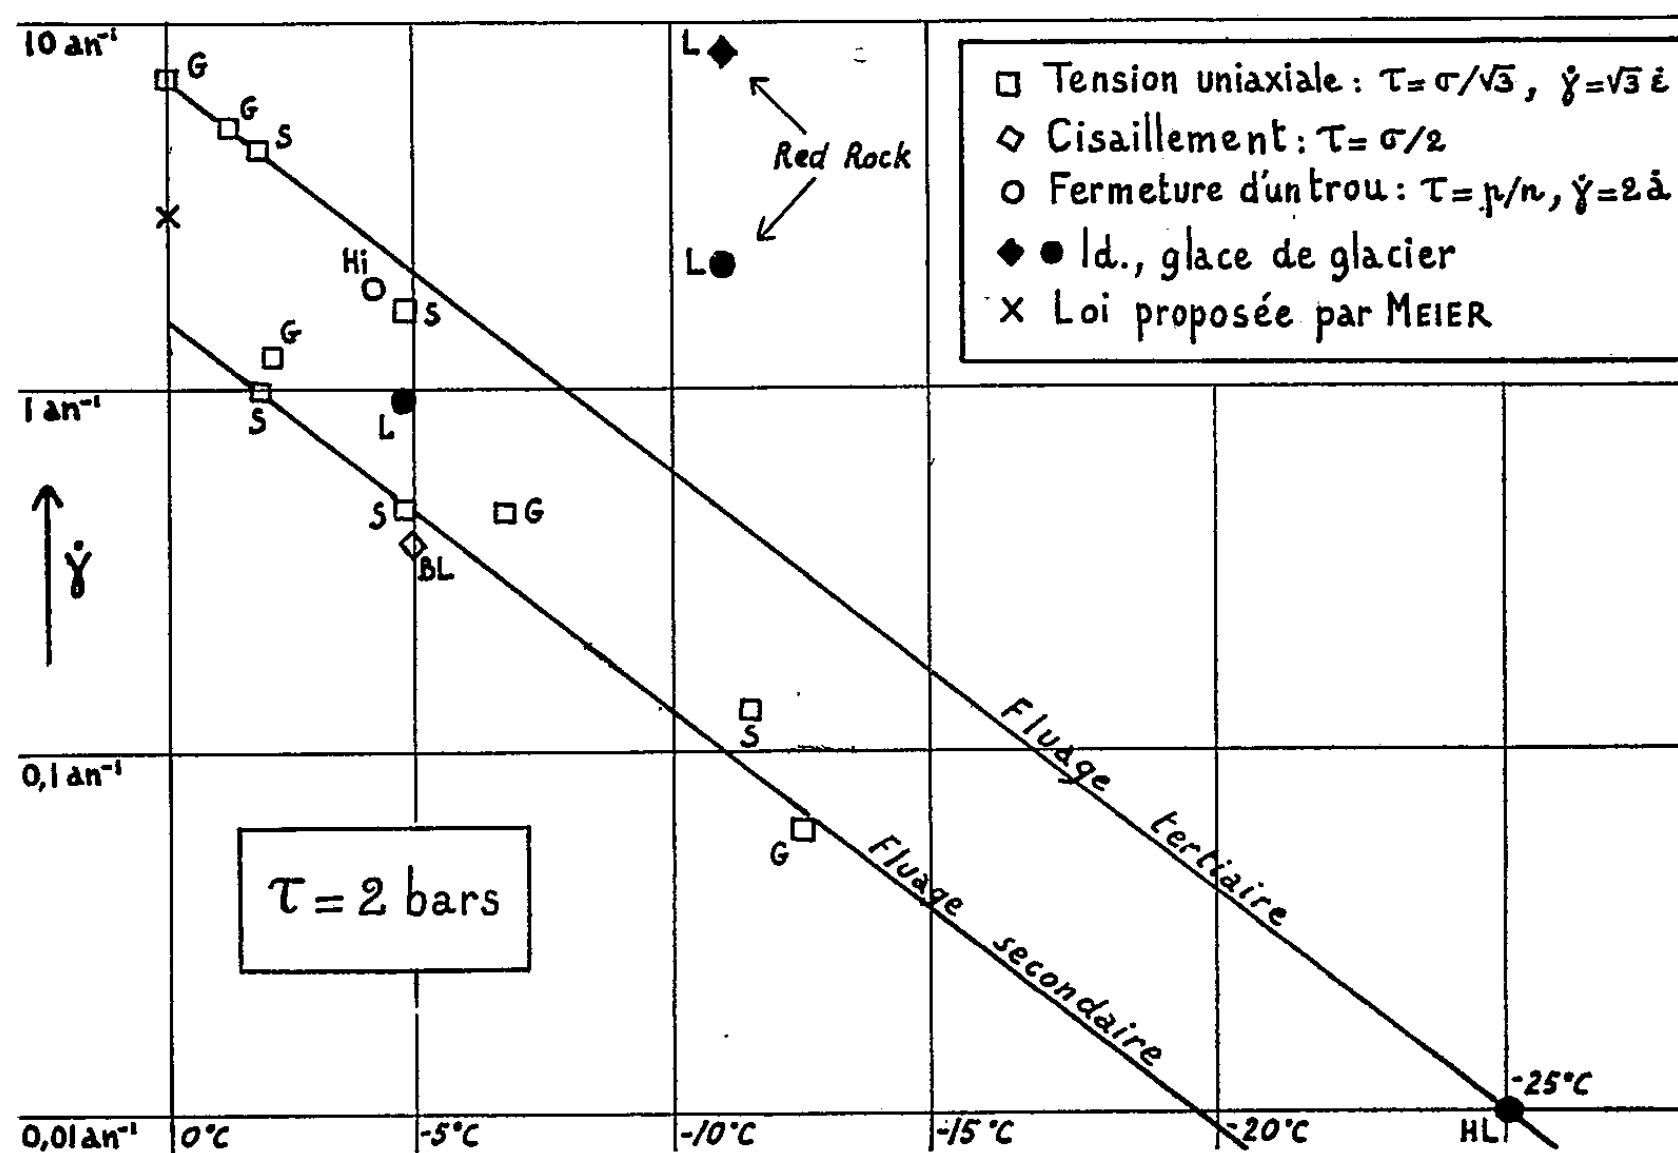 10 an⁻¹
G
G
S
L
Red Rock
L
Hi
S
G
S
L
1 an⁻¹
S
G
BL
γ̇
S
G
0,1 an⁻¹
τ = 2 bars
Fluage tertiaire
Fluage secondaire
-25°C
HL
0,01 an⁻¹
0°C
-5°C
-10°C
-15°C
-20°C
□ Tension uniaxiale : τ = σ/√3, γ̇ = √3 ε̇
◇ Cisaillement : τ = σ/2
○ Fermeture d'un trou : τ = p/n, γ̇ = 2ȧ
◆ ● Id., glace de glacier
× Loi proposée par MEIER